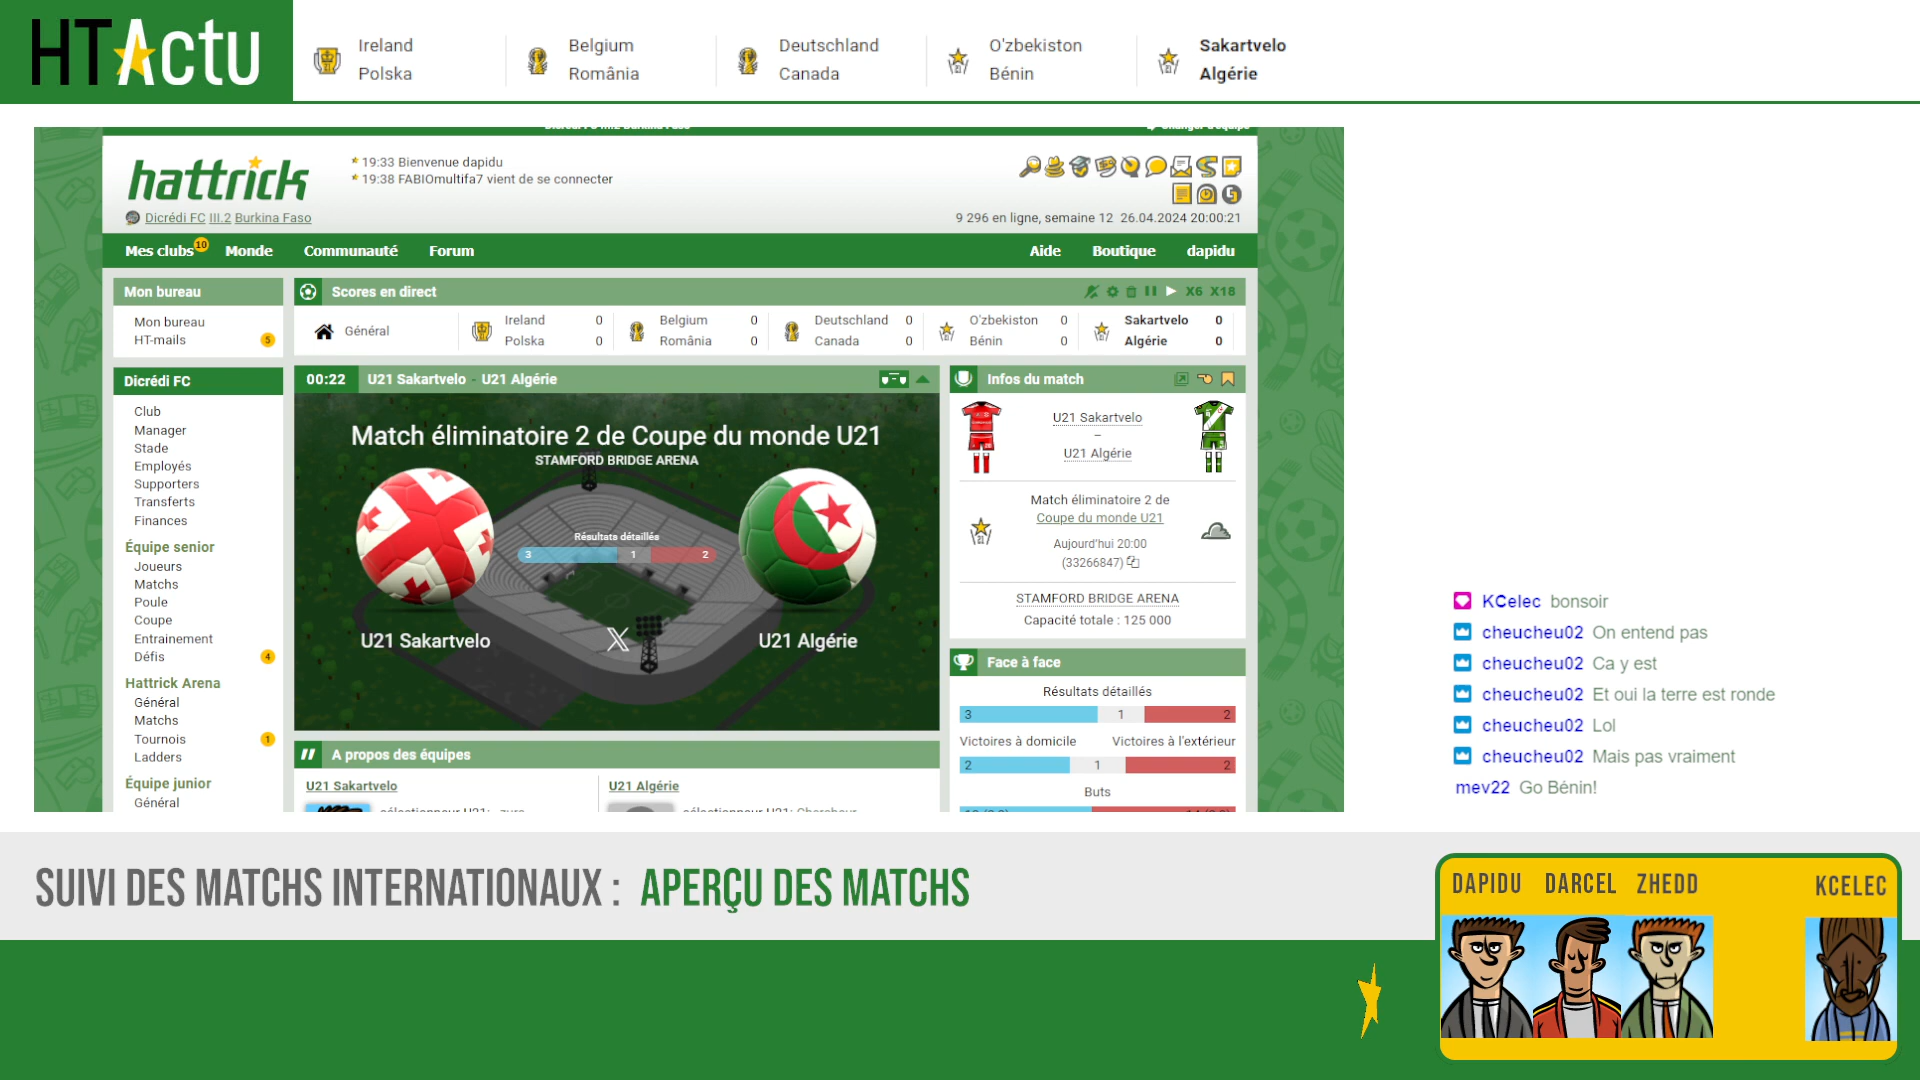 HTActu
Ireland
Polska
Belgium
România
Deutschland
Canada
O'zbekiston
Bénin
Sakartvelo
Algérie
hattrick
19:33 Bienvenue dapidu
19:38 FABIOmultifa7 vient de se connecter
Dicrédi FC III.2 Burkina Faso
9 296 en ligne, semaine 12 26.04.2024 20:00:21
Mes clubs 10 Monde Communauté Forum Aide Boutique dapidu
Mon bureau
Mon bureau
HT-mails 5
Dicrédi FC
Club
Manager
Stade
Employés
Supporters
Transferts
Finances
Équipe senior
Joueurs
Matchs
Poule
Coupe
Entrainement
Défis 4
Hattrick Arena
Général
Matchs
Tournois 1
Ladders
Équipe junior
Général
Scores en direct X6 X18
Général
Ireland 0
Polska 0
Belgium 0
România 0
Deutschland 0
Canada 0
O'zbekiston 0
Bénin 0
Sakartvelo 0
Algérie 0
00:22 U21 Sakartvelo - U21 Algérie
Match éliminatoire 2 de Coupe du monde U21
STAMFORD BRIDGE ARENA
Résultats détaillés
3 1 2
U21 Sakartvelo
U21 Algérie
A propos des équipes
U21 Sakartvelo
U21 Algérie
Infos du match
U21 Sakartvelo
–
U21 Algérie
Match éliminatoire 2 de
Coupe du monde U21
Aujourd'hui 20:00
(33266847)
STAMFORD BRIDGE ARENA
Capacité totale : 125 000
Face à face
Résultats détaillés
3 1 2
Victoires à domicile Victoires à l'extérieur
2 1 2
Buts
KCelec bonsoir
cheucheu02 On entend pas
cheucheu02 Ca y est
cheucheu02 Et oui la terre est ronde
cheucheu02 Lol
cheucheu02 Mais pas vraiment
mev22 Go Bénin!
SUIVI DES MATCHS INTERNATIONAUX : APERÇU DES MATCHS
DAPIDU DARCEL ZHEDD KCELEC